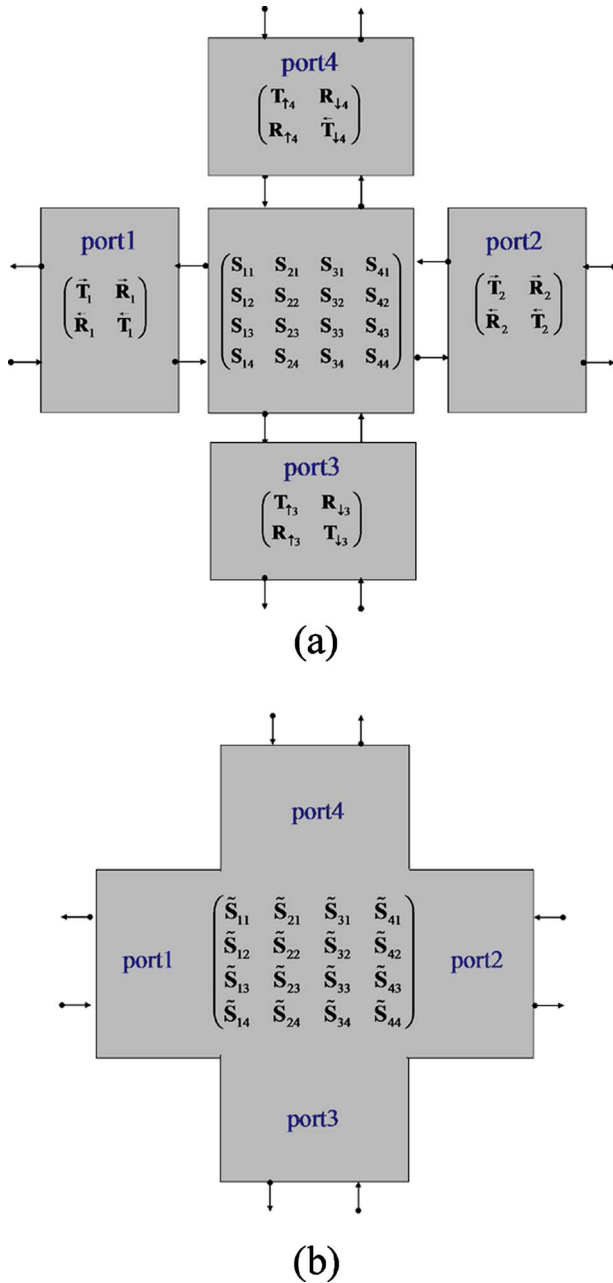 port4
T↑4 R↓4
R↑4 T⃐↓4
port1
T⃗1 R⃗1
R⃖1 T⃖1
S11 S21 S31 S41
S12 S22 S32 S42
S13 S23 S33 S43
S14 S24 S34 S44
port2
T⃗2 R⃗2
R⃖2 T⃖2
port3
T↑3 R↓3
R↑3 T↓3
(a)
port4
port1
S̃11 S̃21 S̃31 S̃41
S̃12 S̃22 S̃32 S̃42
S̃13 S̃23 S̃33 S̃43
S̃14 S̃24 S̃34 S̃44
port2
port3
(b)